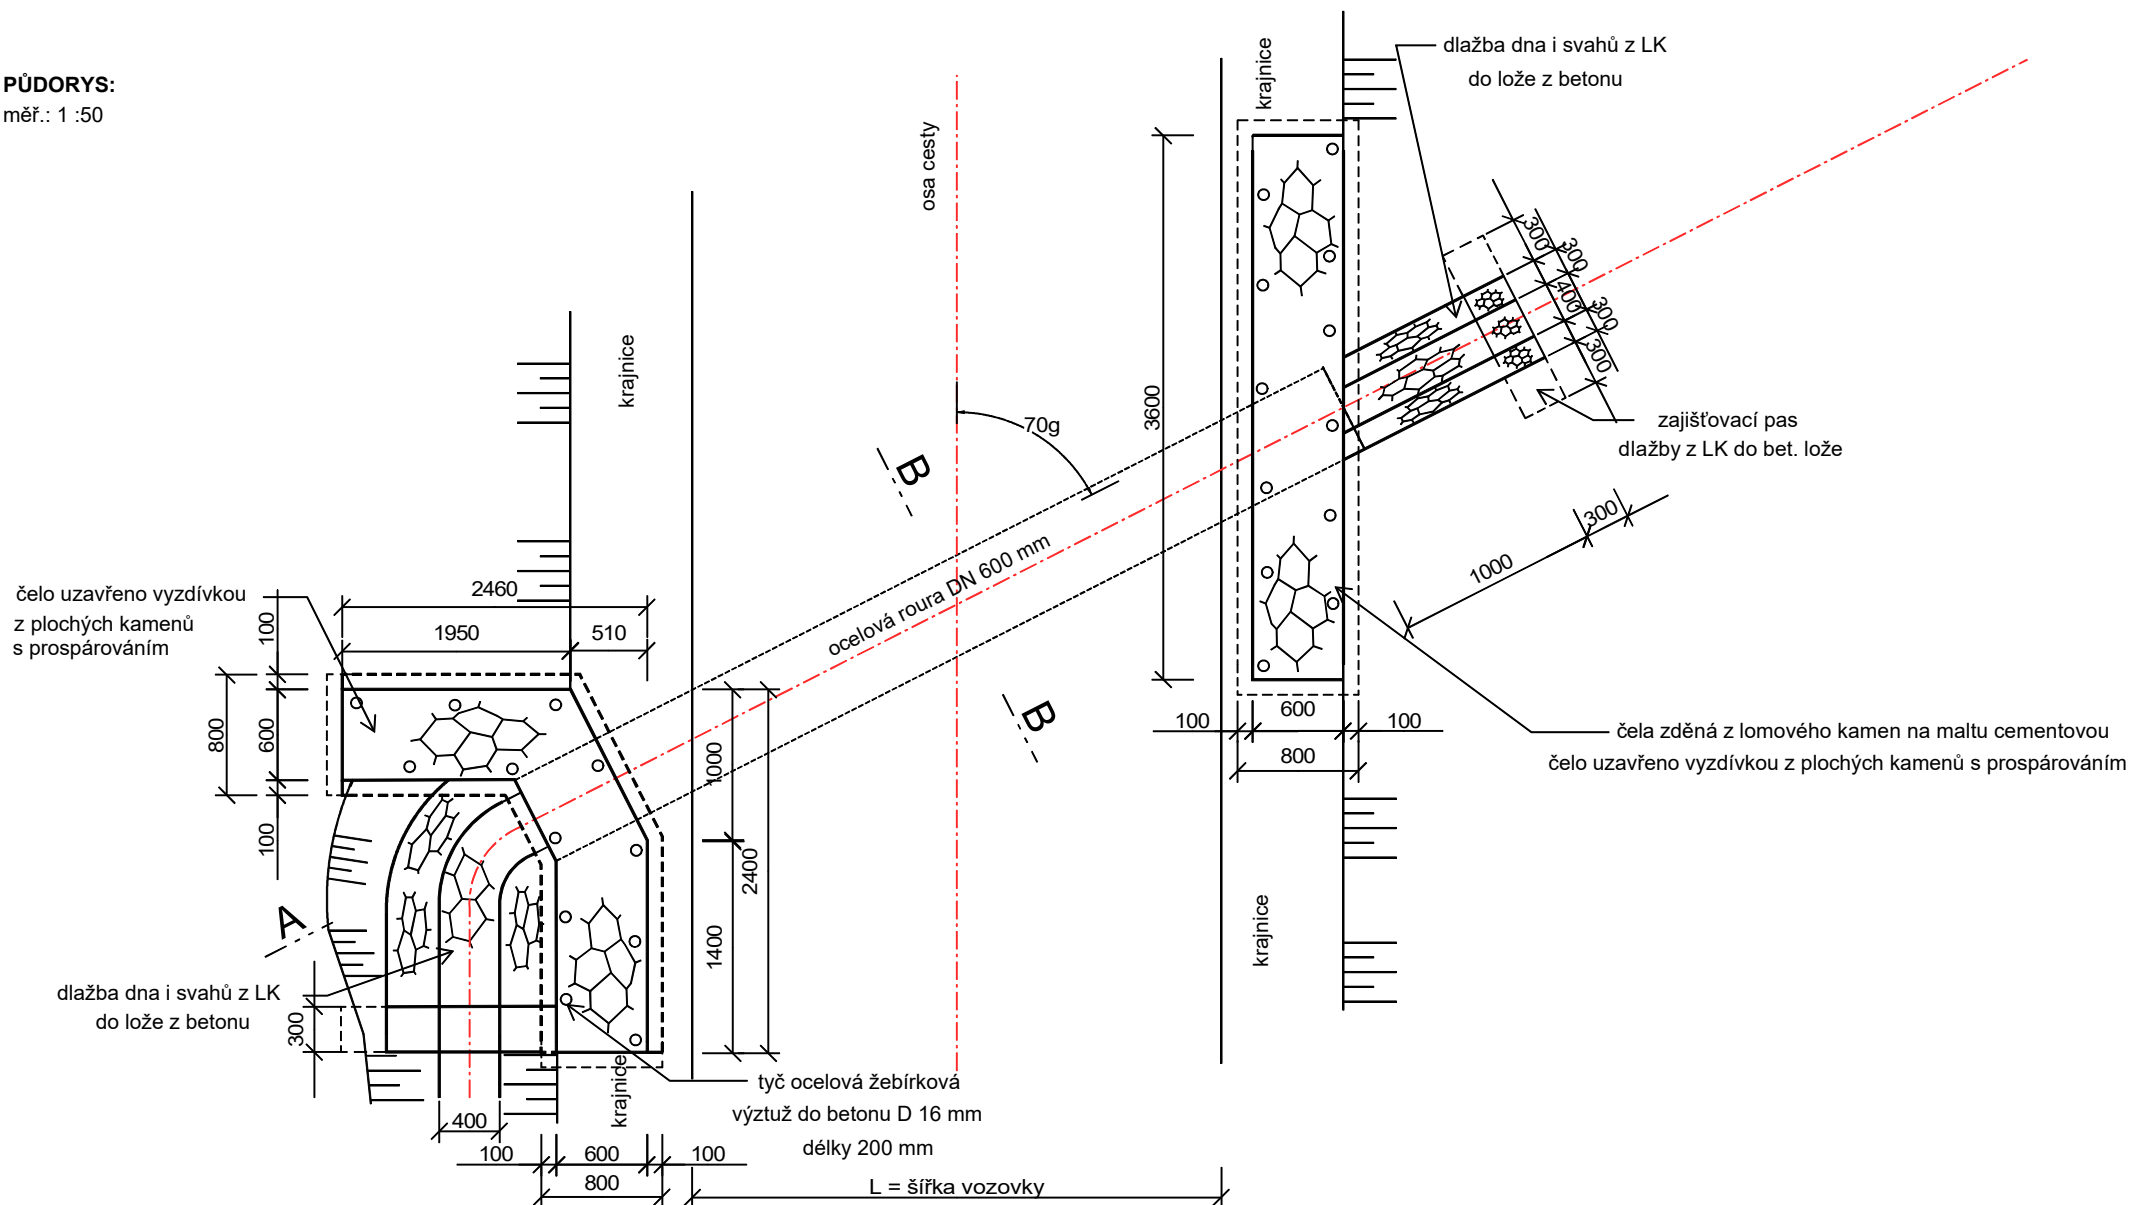 PŮDORYS:
měř.: 1 :50
krajnice
dlažba dna i svahů z LK
do lože z betonu
osa cesty
300
300
400
300
300
krajnice
3600
70g
zajišťovací pas
dlažby z LK do bet. lože
B
300
1000
ocelová roura DN 600 mm
čelo uzavřeno vyzdívkou
z plochých kamenů
s prospárováním
2460
1950
510
100
800
600
100
1000
2400
1400
B
100
600
100
800
čela zděná z lomového kamen na maltu cementovou
čelo uzavřeno vyzdívkou z plochých kamenů s prospárováním
A
krajnice
dlažba dna i svahů z LK
do lože z betonu
300
krajnice
tyč ocelová žebírková
výztuž do betonu D 16 mm
délky 200 mm
400
100
600
100
800
L = šířka vozovky